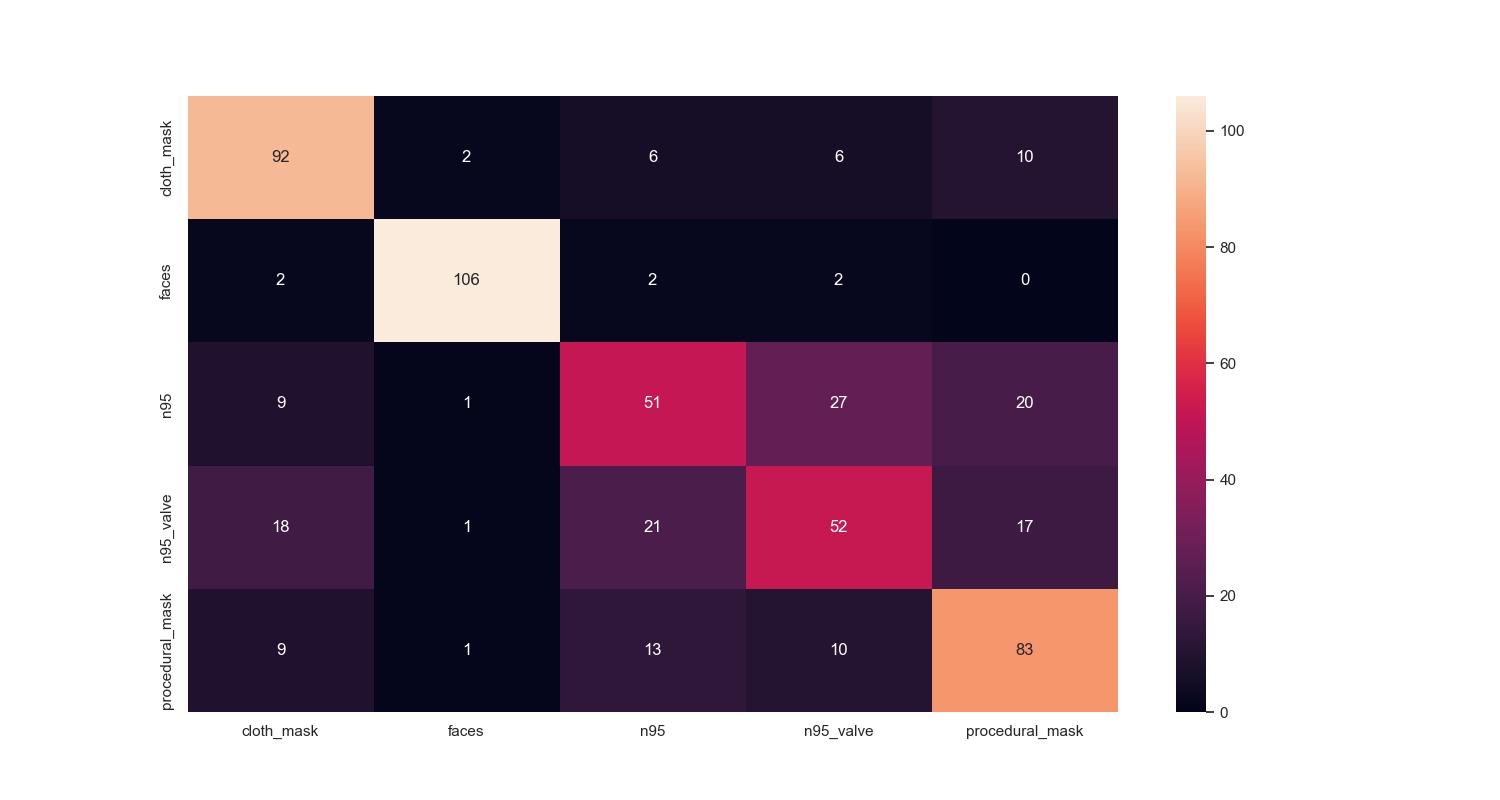 cloth_mask 92 2 6 6 10
faces 2 106 2 2 0
n95 9 1 51 27 20
n95_valve 18 1 21 52 17
procedural_mask 9 1 13 10 83
cloth_mask faces n95 n95_valve procedural_mask
100
80
60
40
20
0